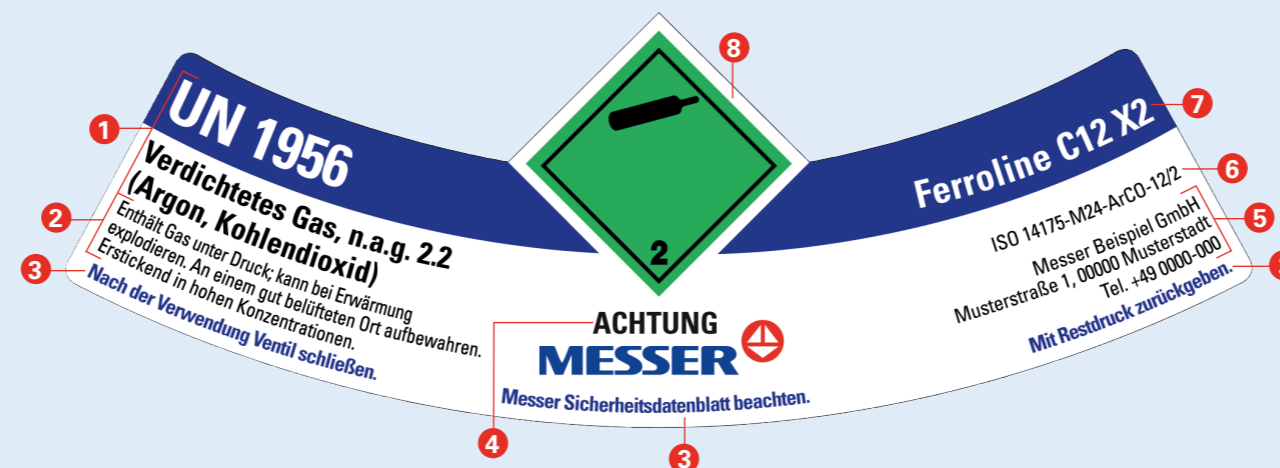 1
UN 1956
Verdichtetes Gas, n.a.g. 2.2
(Argon, Kohlendioxid)
2
Enthält Gas unter Druck; kann bei Erwärmung
explodieren. An einem gut belüfteten Ort aufbewahren.
Erstickend in hohen Konzentrationen.
3
Nach der Verwendung Ventil schließen.
8
2
4
ACHTUNG
MESSER
Messer Sicherheitsdatenblatt beachten.
3
7
Ferroline C12 X2
6
ISO 14175-M24-ArCO-12/2
5
Messer Beispiel GmbH
Musterstraße 1, 00000 Musterstadt
Tel. +49 0000-000
Mit Restdruck zurückgeben.